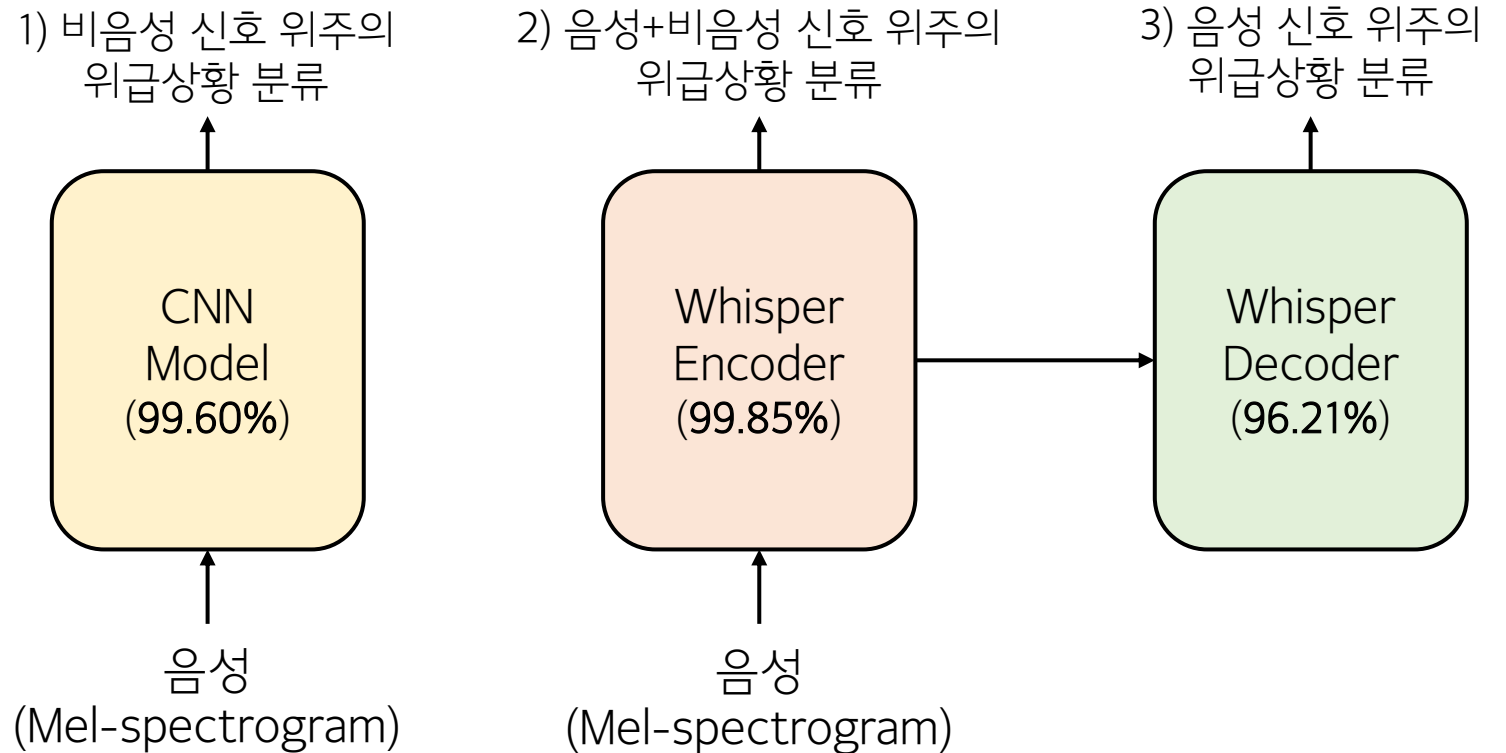 1) 비음성 신호 위주의
위급상황 분류
2) 음성+비음성 신호 위주의
위급상황 분류
3) 음성 신호 위주의
위급상황 분류
CNN
Model
(99.60%)
Whisper
Encoder
(99.85%)
Whisper
Decoder
(96.21%)
음성
(Mel-spectrogram)
음성
(Mel-spectrogram)